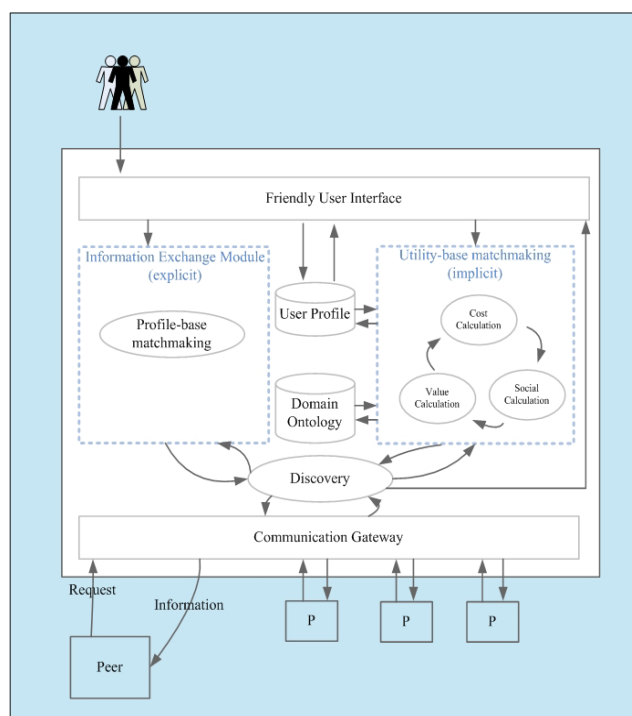 Friendly User Interface
Information Exchange Module
(explicit)
Profile-base
matchmaking
User Profile
Domain
Ontology
Utility-base matchmaking
(implicit)
Cost
Calculation
Value
Calculation
Social
Calculation
Discovery
Communication Gateway
Request
Information
Peer
P
P
P